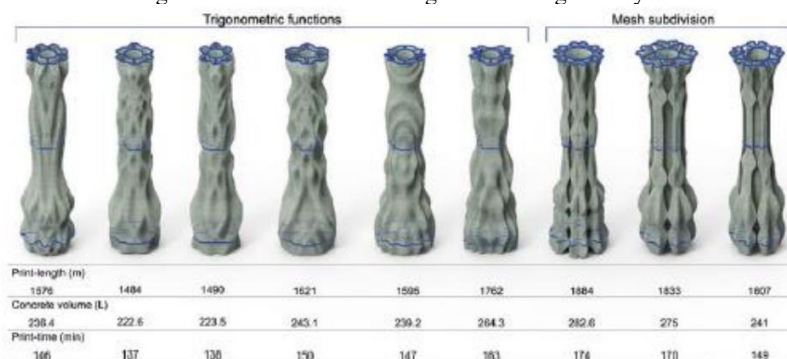 Trigonometric functions Mesh subdivision
Print-length (m)
1576 1484 1490 1621 1595 1762 1884 1833 1607
Concrete volume (L)
236.4 222.6 223.5 243.1 239.2 264.3 282.6 275 241
Print-time (min)
146 137 138 150 147 163 174 170 149